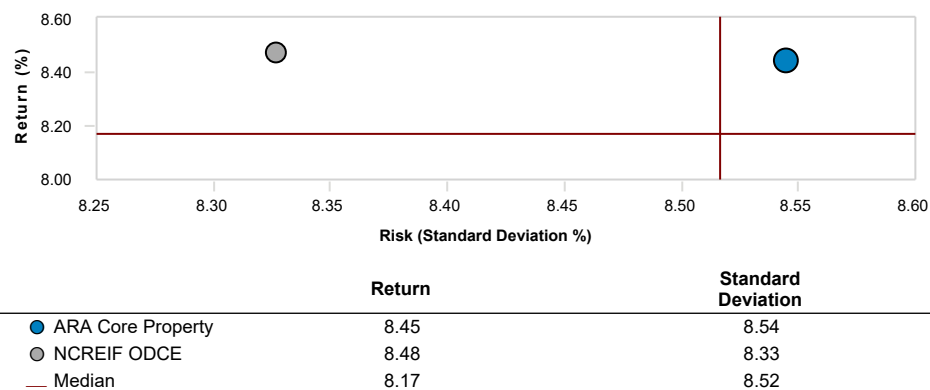 8.60
8.40
8.20
8.00
Return (%)
8.25 8.30 8.35 8.40 8.45 8.50 8.55 8.60
Risk (Standard Deviation %)
Return Standard Deviation
ARA Core Property 8.45 8.54
NCREIF ODCE 8.48 8.33
Median 8.17 8.52